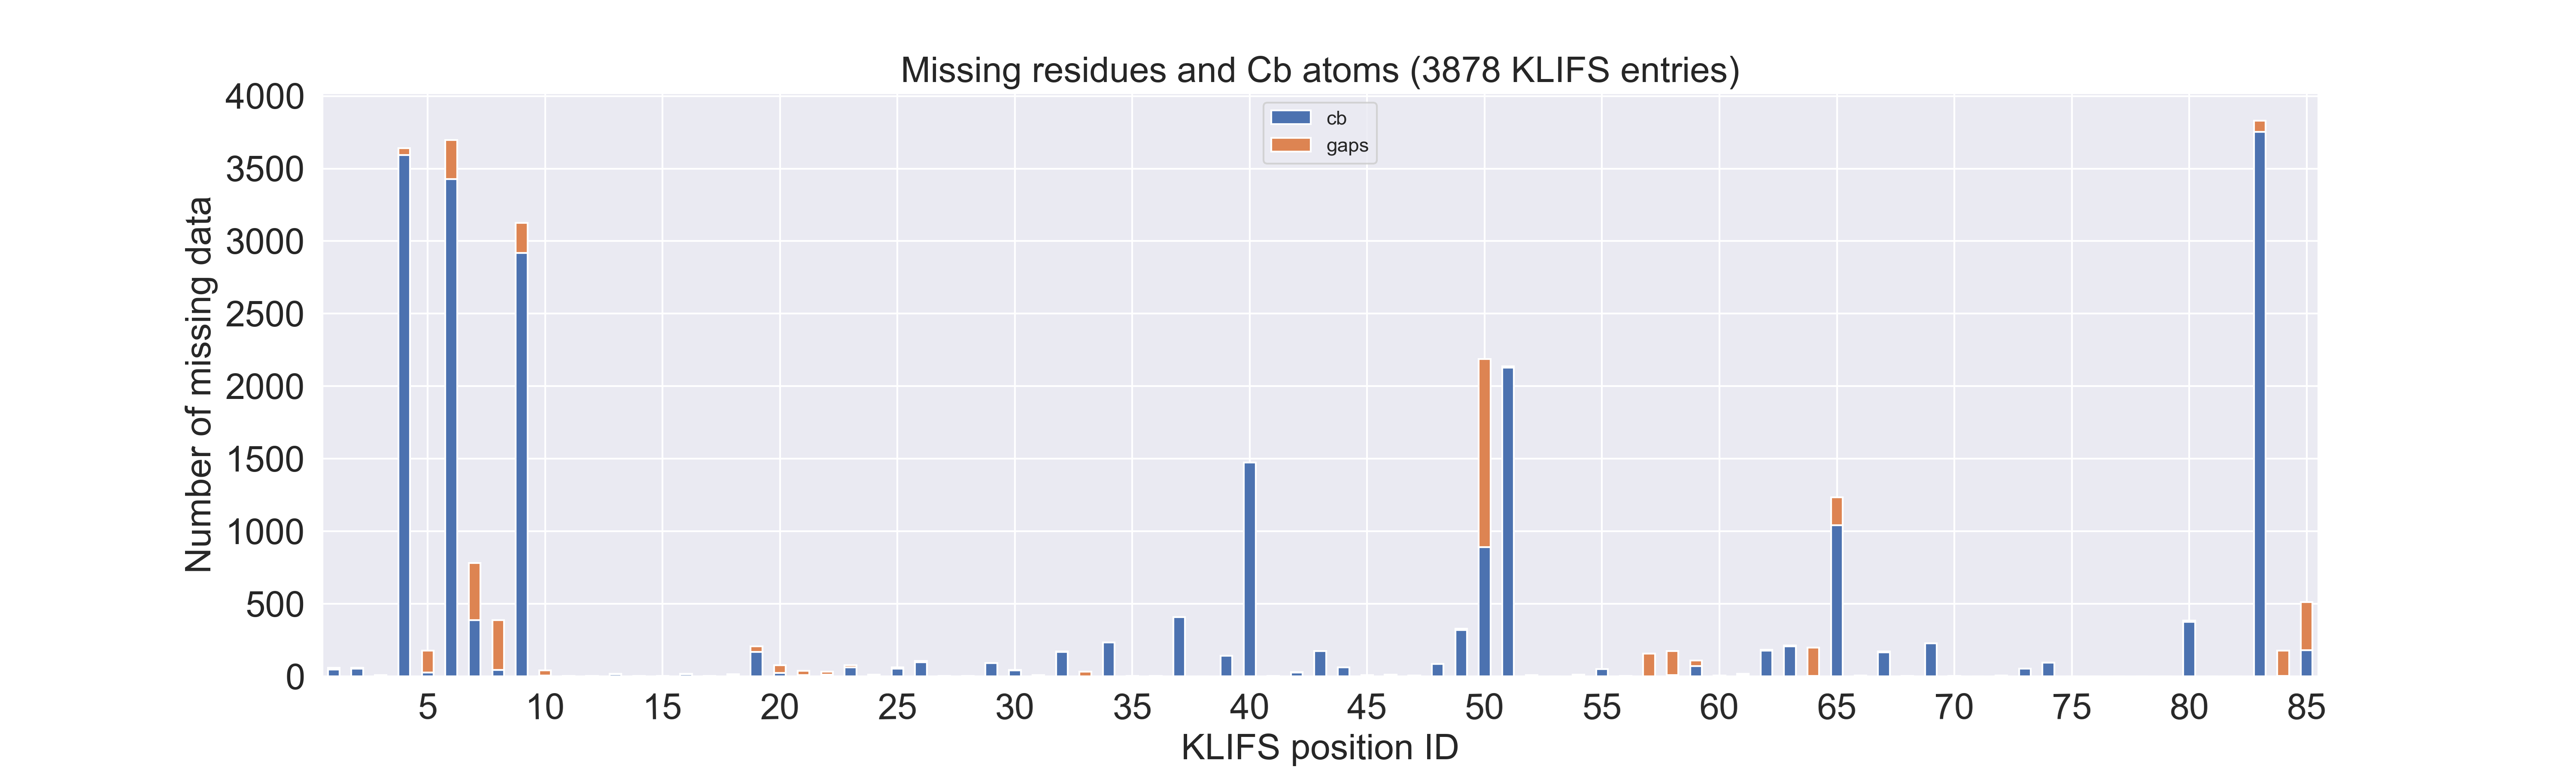 Missing residues and Cb atoms (3878 KLIFS entries)
cb
gaps
Number of missing data
4000
3500
3000
2500
2000
1500
1000
500
0
5 10 15 20 25 30 35 40 45 50 55 60 65 70 75 80 85
KLIFS position ID